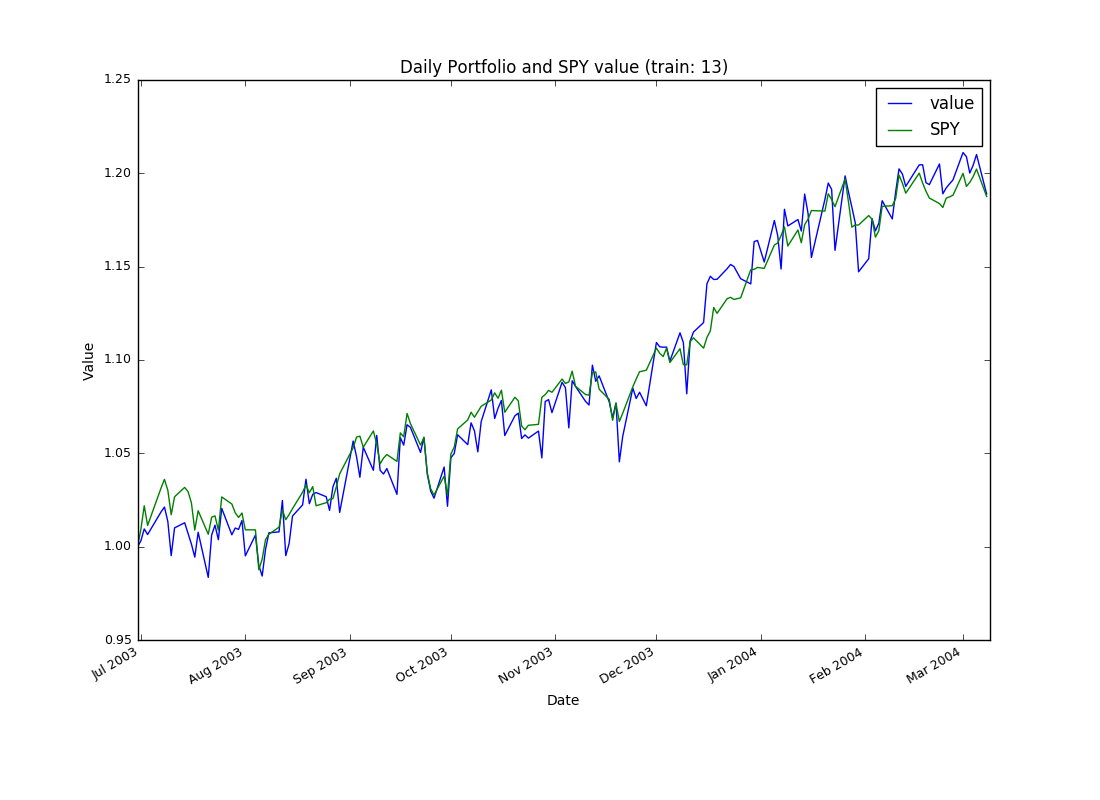 Daily Portfolio and SPY value (train: 13)
value
SPY
1.25
1.20
1.15
1.10
1.05
1.00
0.95
Value
Jul 2003
Aug 2003
Sep 2003
Oct 2003
Nov 2003
Dec 2003
Jan 2004
Feb 2004
Mar 2004
Date